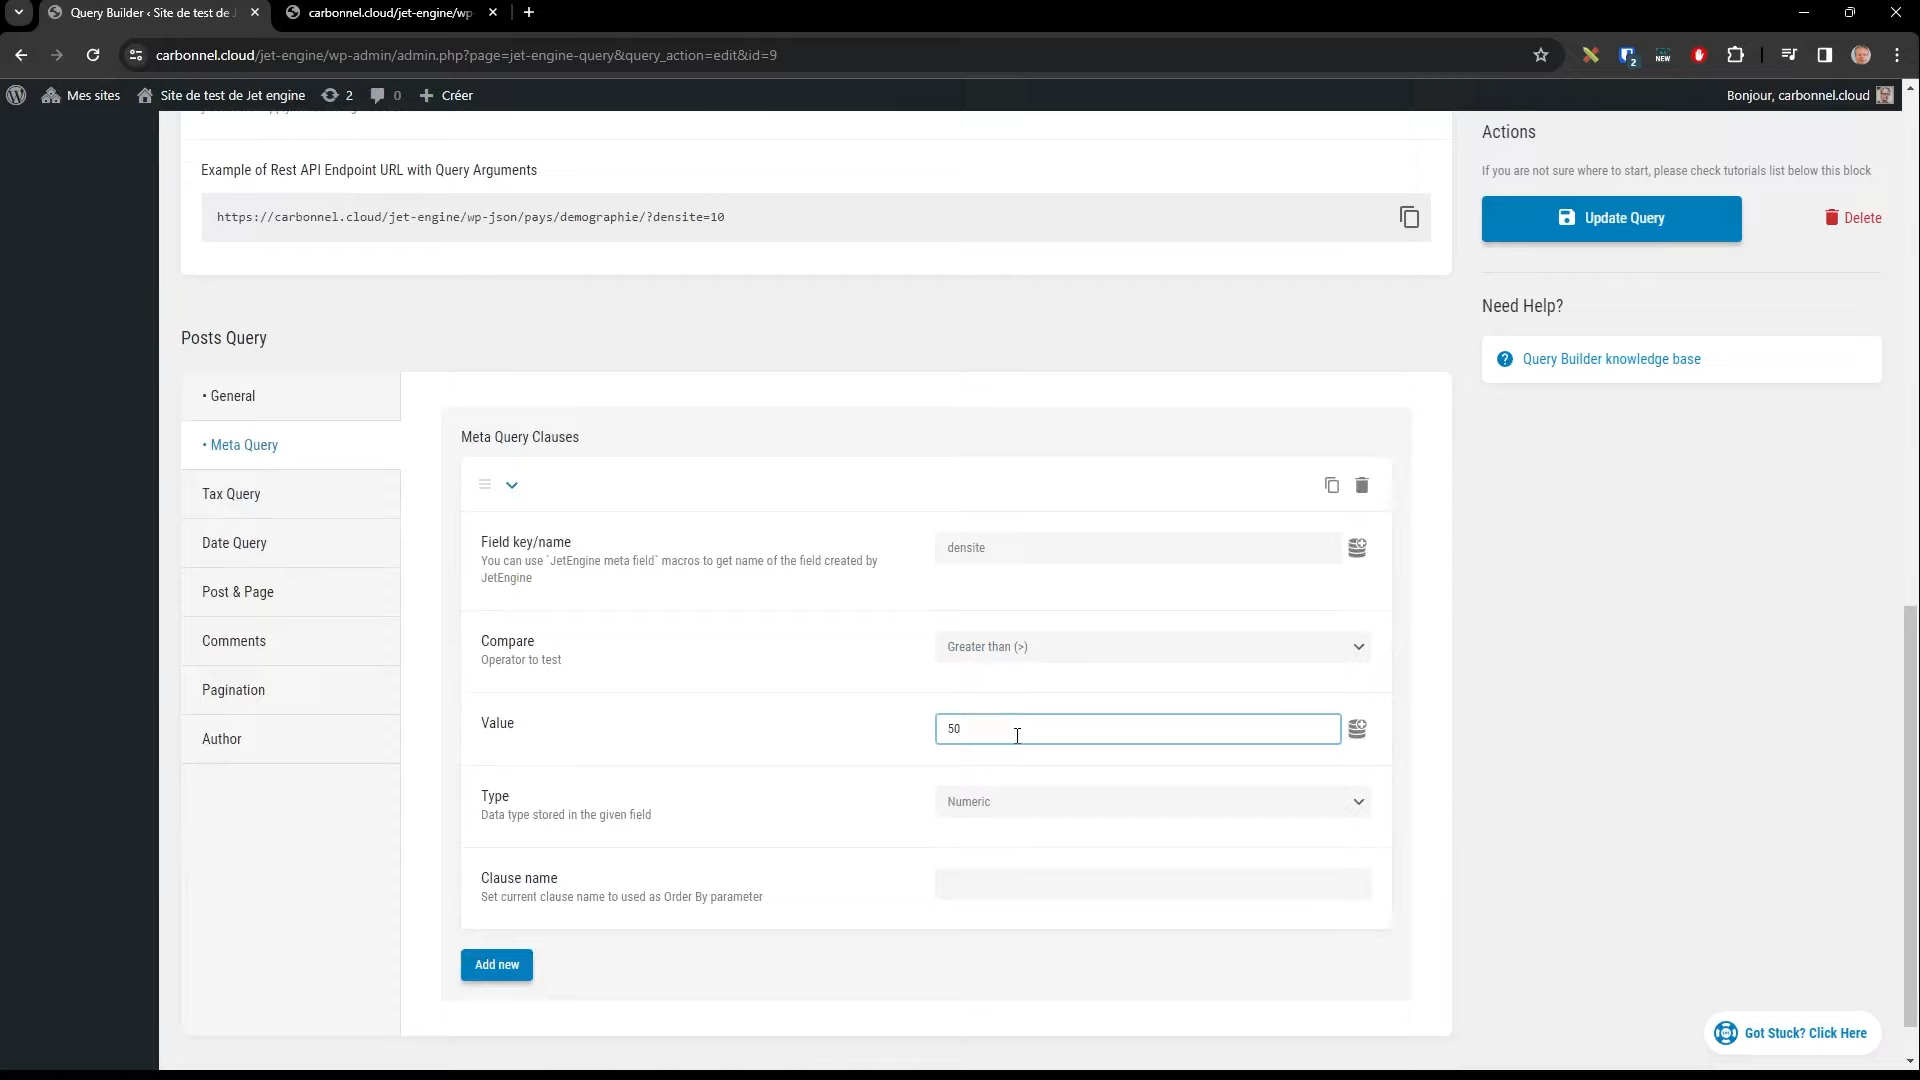 Query Builder ‹ Site de test de J
carbonnel.cloud/jet-engine/wp-
carbonnel.cloud/jet-engine/wp-admin/admin.php?page=jet-engine-query&query_action=edit&id=9
2
NEW
Mes sites
Site de test de Jet engine
2
0
Créer
Bonjour, carbonnel.cloud
Example of Rest API Endpoint URL with Query Arguments
https://carbonnel.cloud/jet-engine/wp-json/pays/demographie/?densite=10
Actions
If you are not sure where to start, please check tutorials list below this block
Update Query
Delete
Need Help?
Query Builder knowledge base
Posts Query
• General
• Meta Query
Tax Query
Date Query
Post & Page
Comments
Pagination
Author
Meta Query Clauses
Field key/name
You can use `JetEngine meta field` macros to get name of the field created by
JetEngine
densite
Compare
Operator to test
Greater than (>)
Value
50
Type
Data type stored in the given field
Numeric
Clause name
Set current clause name to used as Order By parameter
Add new
Got Stuck? Click Here